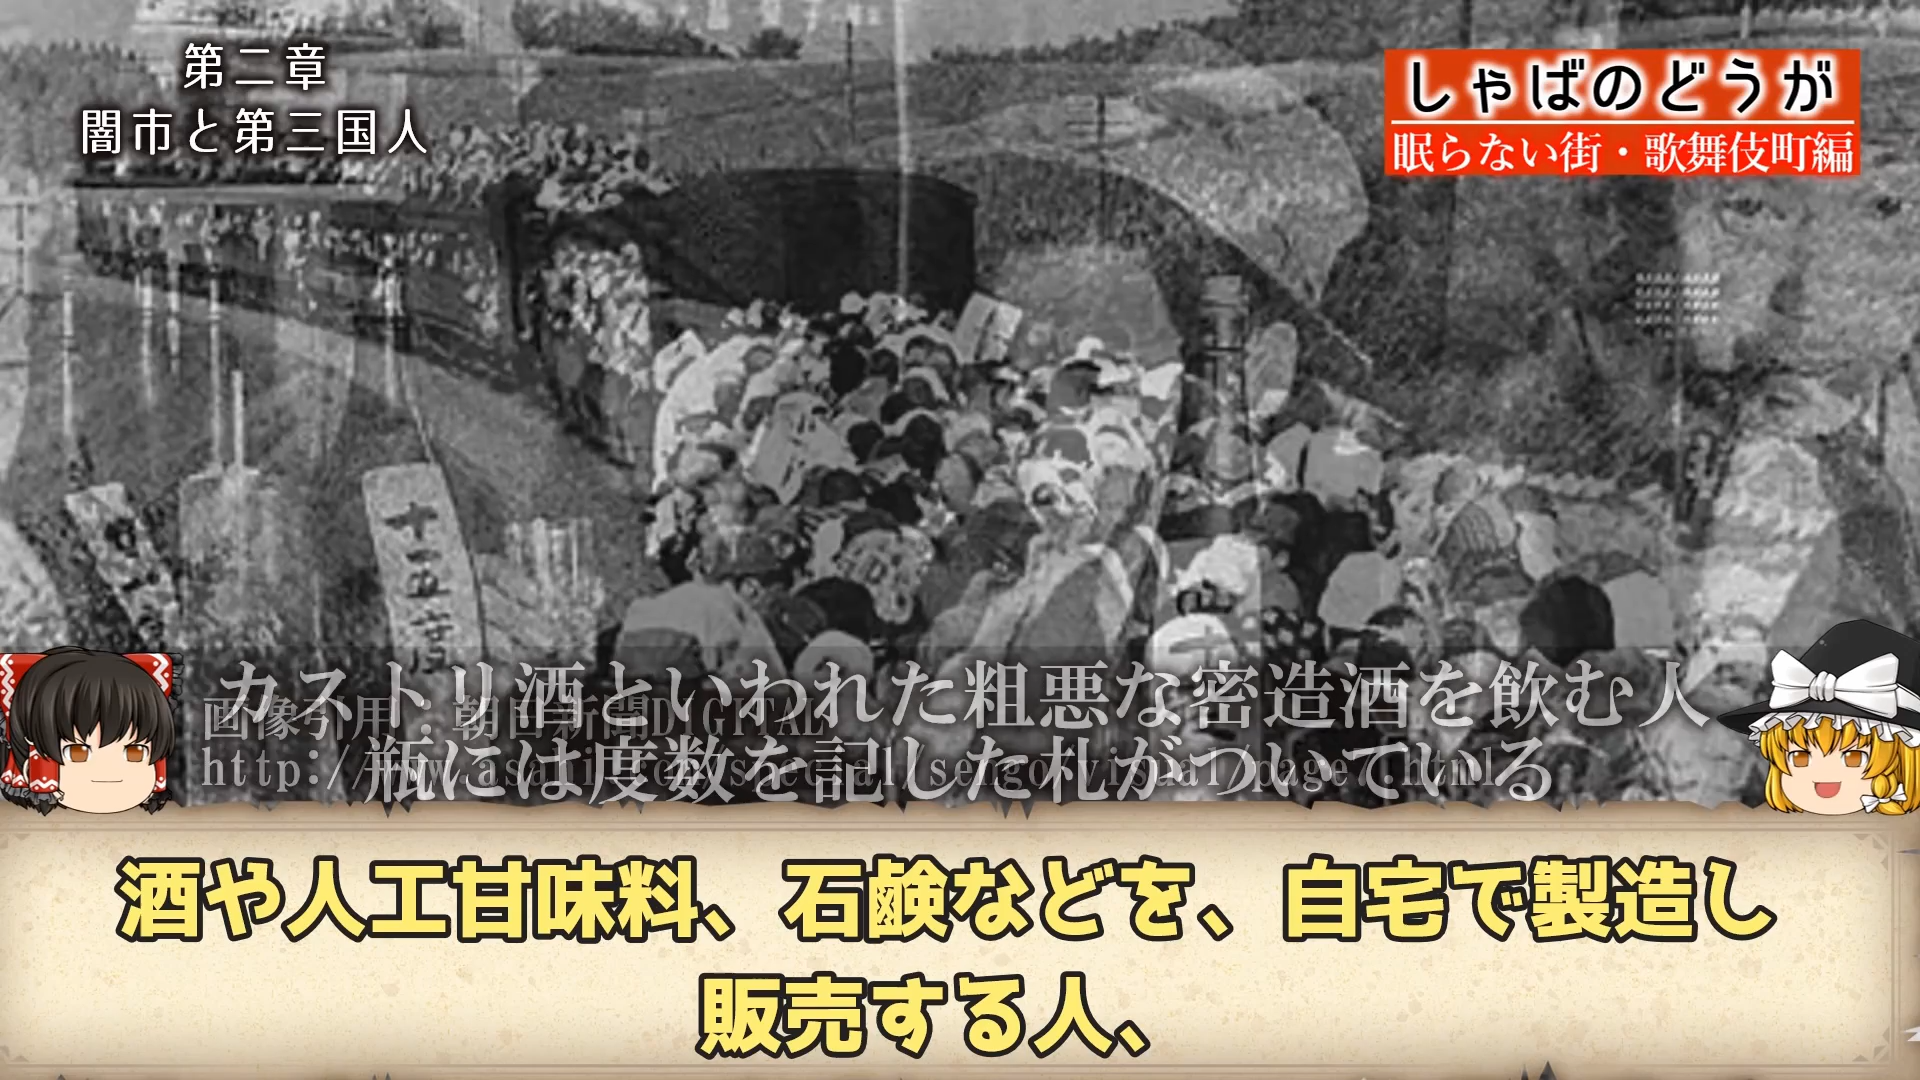 第二章
闇市と第三国人
しゃばのどうが
眠らない街・歌舞伎町編
十五
カストリ酒といわれた粗悪な密造酒を飲む人
画像引用：朝日新聞DIGITAL
瓶には度数を記した札がついている
酒や人工甘味料、石鹸などを、自宅で製造し
販売する人、